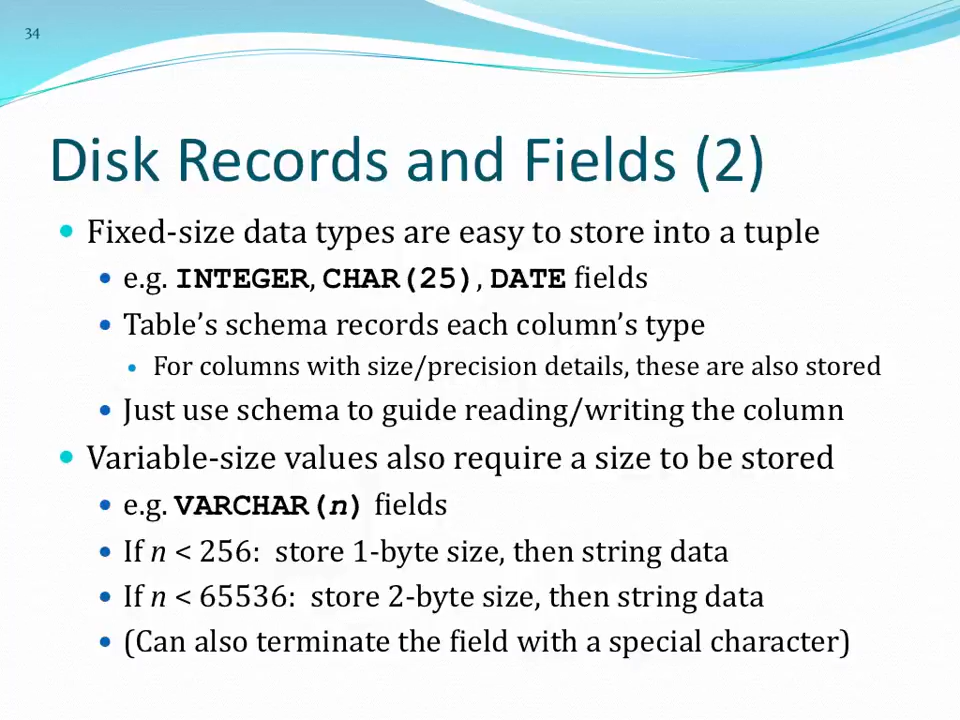 34
Disk Records and Fields (2)
Fixed-size data types are easy to store into a tuple
e.g. INTEGER, CHAR(25), DATE fields
Table’s schema records each column’s type
For columns with size/precision details, these are also stored
Just use schema to guide reading/writing the column
Variable-size values also require a size to be stored
e.g. VARCHAR(n) fields
If n < 256:  store 1-byte size, then string data
If n < 65536:  store 2-byte size, then string data
(Can also terminate the field with a special character)